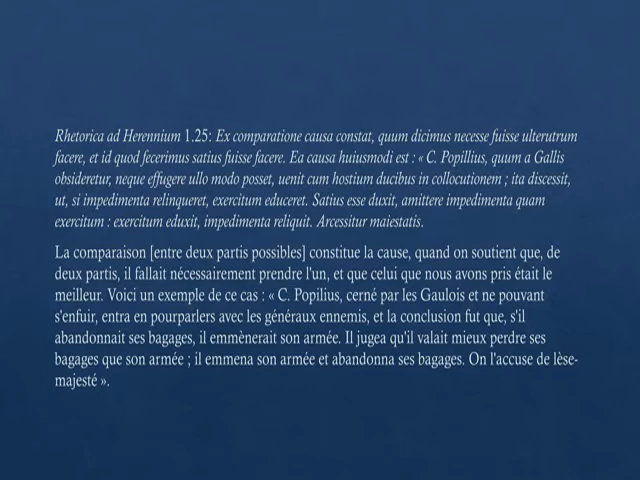 Rhetorica ad Herennium 1.25: Ex comparatione causa constat, quum dicimus necesse fuisse ulterutrum
facere, et id quod fecerimus satius fuisse facere. Ea causa huiusmodi est : « C. Popillius, quum a Gallis
obsideretur, neque effugere ullo modo posset, uenit cum hostium ducibus in collocutionem ; ita discessit,
ut, si impedimenta relinqueret, exercitum educeret. Satius esse duxit, amittere impedimenta quam
exercitum : exercitum eduxit, impedimenta reliquit. Arcessitur maiestatis.
La comparaison [entre deux partis possibles] constitue la cause, quand on soutient que, de
deux partis, il fallait nécessairement prendre l'un, et que celui que nous avons pris était le
meilleur. Voici un exemple de ce cas : « C. Popilius, cerné par les Gaulois et ne pouvant
s'enfuir, entra en pourparlers avec les généraux ennemis, et la conclusion fut que, s'il
abandonnait ses bagages, il emmènerait son armée. Il jugea qu'il valait mieux perdre ses
bagages que son armée ; il emmena son armée et abandonna ses bagages. On l'accuse de lèse-
majesté ».